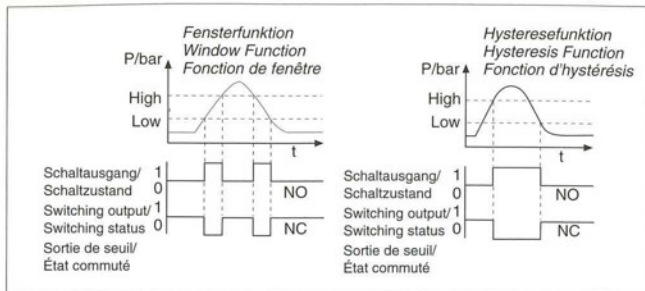 Fensterfunktion
Window Function
Fonction de fenêtre
P/bar
High
Low
t
Schaltausgang/ 1
Schaltzustand 0
NO
Switching output/ 1
Switching status 0
NC
Sortie de seuil/
État commuté
Hysteresefunktion
Hysteresis Function
Fonction d'hystérésis
P/bar
High
Low
t
Schaltausgang/ 1
Schaltzustand 0
NO
Switching output/ 1
Switching status 0
NC
Sortie de seuil/
État commuté